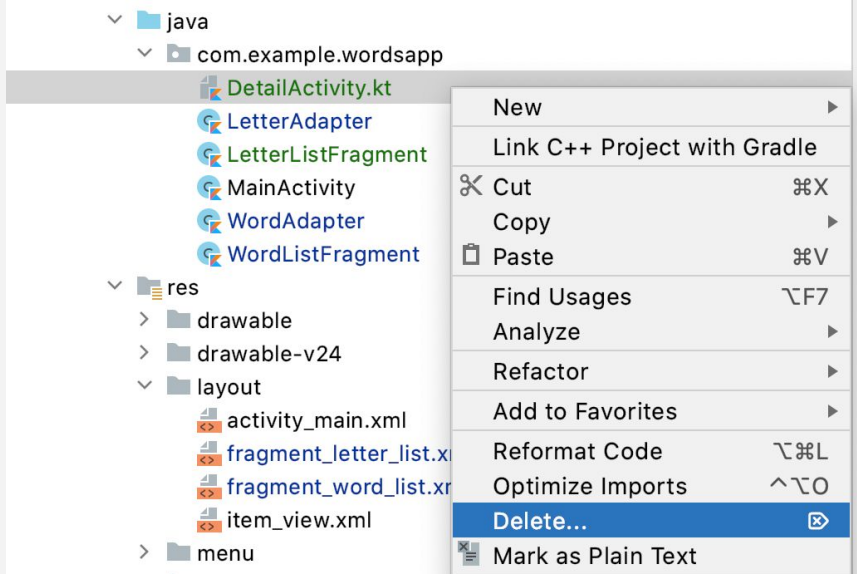 java
com.example.wordsapp
DetailActivity.kt
LetterAdapter
LetterListFragment
MainActivity
WordAdapter
WordListFragment
res
drawable
drawable-v24
layout
activity_main.xml
fragment_letter_list.x
fragment_word_list.x
item_view.xml
menu
New
Link C++ Project with Gradle
Cut ⌘X
Copy
Paste ⌘V
Find Usages ⌥F7
Analyze
Refactor
Add to Favorites
Reformat Code ⌥⌘L
Optimize Imports ^⌥O
Delete... ⌦
Mark as Plain Text